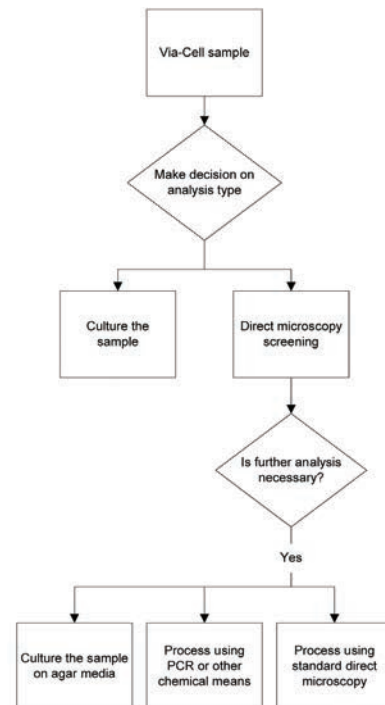 Via-Cell sample
Make decision on
analysis type
Culture the
sample
Direct microscopy
screening
Is further analysis
necessary?
Yes
Culture the sample
on agar media
Process using
PCR or other
chemical means
Process using
standard direct
microscopy